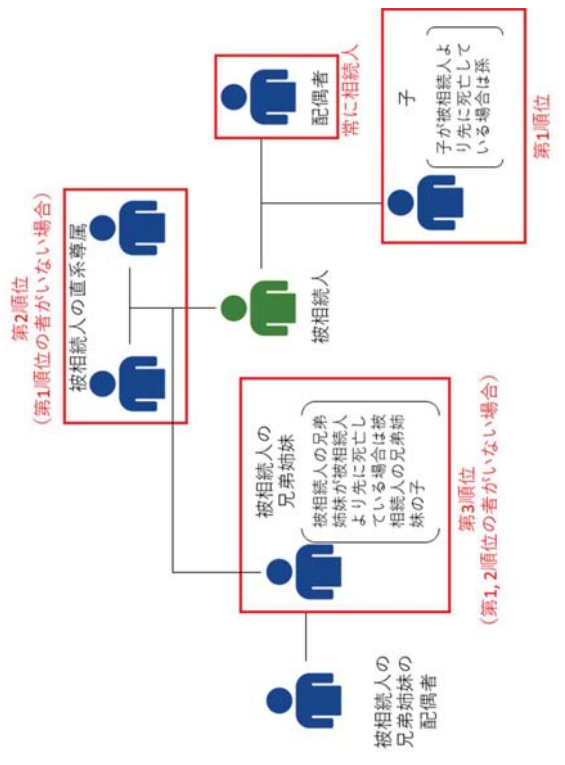 第2順位
(第1順位の者がいない場合)
被相続人の直系尊属
被相続人
配偶者
常に相続人
子
子が被相続人よ
り先に死亡して
いる場合は孫
第1順位
被相続人の
兄弟姉妹
被相続人の兄弟
姉妹が被相続人
より先に死亡し
ている場合は被
相続人の兄弟姉
妹の子
第3順位
(第1, 2順位の者がいない場合)
被相続人の
兄弟姉妹の
配偶者